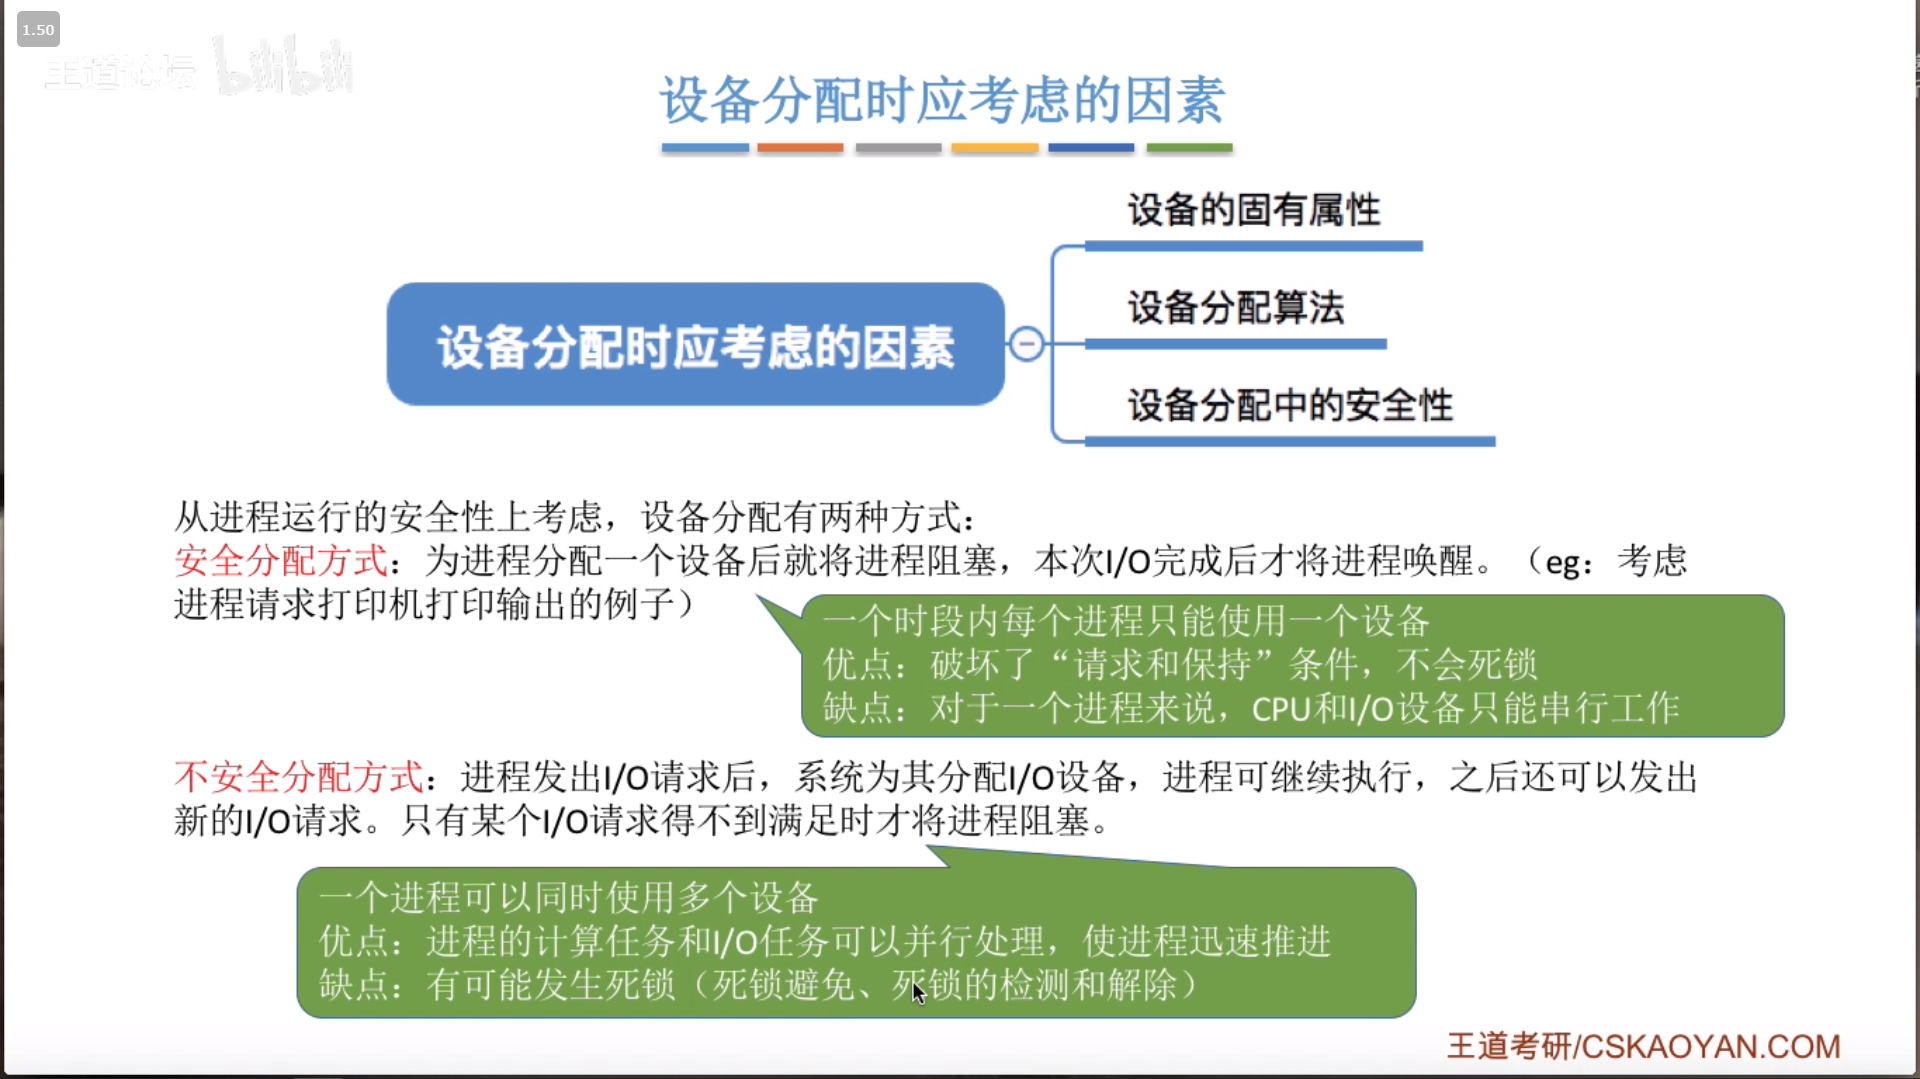 1.50
王道论坛 bilibili
设备分配时应考虑的因素
设备的固有属性
设备分配时应考虑的因素
设备分配算法
设备分配中的安全性
从进程运行的安全性上考虑，设备分配有两种方式：
安全分配方式：为进程分配一个设备后就将进程阻塞，本次I/O完成后才将进程唤醒。（eg：考虑
进程请求打印机打印输出的例子）
一个时段内每个进程只能使用一个设备
优点：破坏了“请求和保持”条件，不会死锁
缺点：对于一个进程来说，CPU和I/O设备只能串行工作
不安全分配方式：进程发出I/O请求后，系统为其分配I/O设备，进程可继续执行，之后还可以发出
新的I/O请求。只有某个I/O请求得不到满足时才将进程阻塞。
一个进程可以同时使用多个设备
优点：进程的计算任务和I/O任务可以并行处理，使进程迅速推进
缺点：有可能发生死锁（死锁避免、死锁的检测和解除）
王道考研/CSKAOYAN.COM